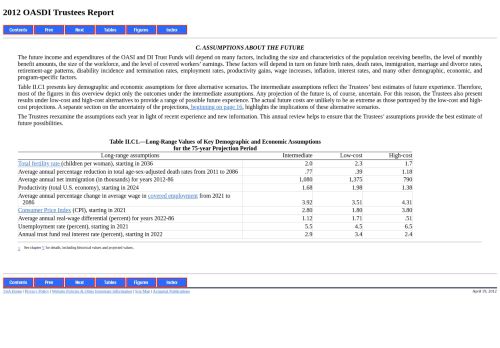 2012 OASDI Trustees Report
Contents Prev Next Tables Figures Index
C. ASSUMPTIONS ABOUT THE FUTURE
The future income and expenditures of the OASI and DI Trust Funds will depend on many factors, including the size and characteristics of the population receiving benefits, the level of monthly
benefit amounts, the size of the workforce, and the level of covered workers' earnings. These factors will depend in turn on future birth rates, death rates, immigration, marriage and divorce rates,
retirement-age patterns, disability incidence and termination rates, employment rates, productivity gains, wage increases, inflation, interest rates, and many other demographic, economic, and
program-specific factors.
Table II.C1 presents key demographic and economic assumptions for three alternative scenarios. The intermediate assumptions reflect the Trustees' best estimates of future experience. Therefore,
most of the figures in this overview depict only the outcomes under the intermediate assumptions. Any projection of the future is, of course, uncertain. For this reason, the Trustees also present
results under low-cost and high-cost alternatives to provide a range of possible future experience. The actual future costs are unlikely to be as extreme as those portrayed by the low-cost and high-
cost projections. A separate section on the uncertainty of the projections, beginning on page 16, highlights the implications of these alternative scenarios.
The Trustees reexamine the assumptions each year in light of recent experience and new information. This annual review helps to ensure that the Trustees' assumptions provide the best estimate of
future possibilities.
Table II.C1.—Long-Range Values of Key Demographic and Economic Assumptions
for the 75-year Projection Period
Long-range assumptions Intermediate Low-cost High-cost
Total fertility rate (children per woman), starting in 2036 2.0 2.3 1.7
Average annual percentage reduction in total age-sex-adjusted death rates from 2011 to 2086 .77 .39 1.18
Average annual net immigration (in thousands) for years 2012-86 1,080 1,375 790
Productivity (total U.S. economy), starting in 2024 1.68 1.98 1.38
Average annual percentage change in average wage in covered employment from 2021 to
2086 3.92 3.51 4.31
Consumer Price Index (CPI), starting in 2021 2.80 1.80 3.80
Average annual real-wage differential (percent) for years 2022-86 1.12 1.71 .51
Unemployment rate (percent), starting in 2021 5.5 4.5 6.5
Annual trust fund real interest rate (percent), starting in 2022 2.9 3.4 2.4
See chapter V for details, including historical values and projected values.
Contents Prev Next Tables Figures Index
SSA Home | Privacy Policy | Website Policies & Other Important Information | Site Map | Actuarial Publications April 19, 2012